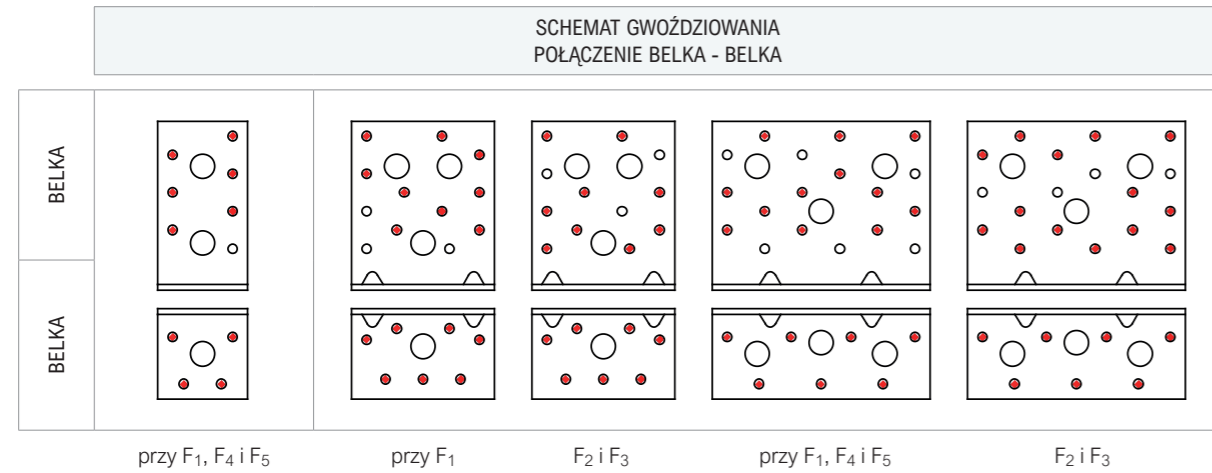 SCHEMAT GWOŹDZIOWANIA
POŁĄCZENIE BELKA - BELKA
BELKA
BELKA
przy F₁, F₄ i F₅
przy F₁
F₂ i F₃
przy F₁, F₄ i F₅
F₂ i F₃